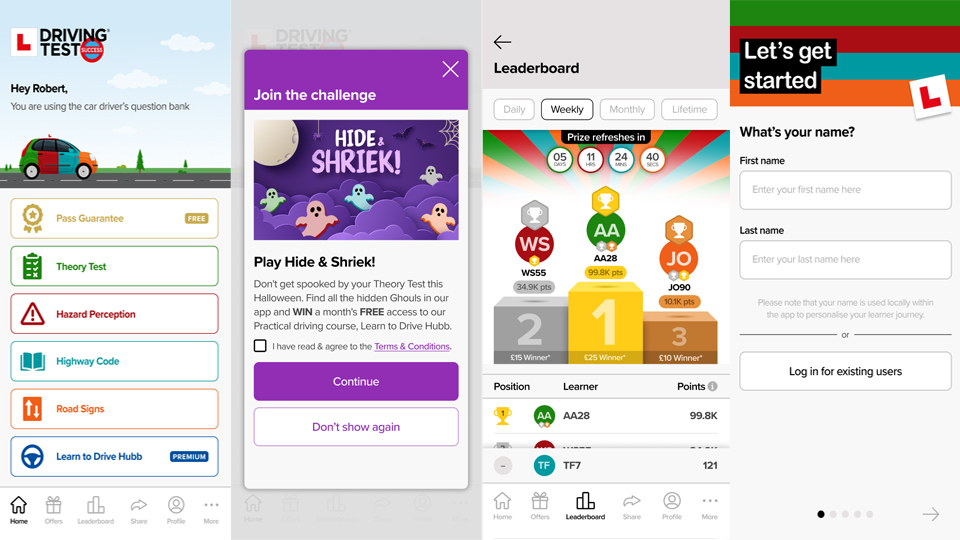 L DRIVING
TEST SUCCESS
Hey Robert,
You are using the car driver's question bank
Pass Guarantee FREE
Theory Test
Hazard Perception
Highway Code
Road Signs
Learn to Drive Hubb PREMIUM
Home Offers Leaderboard Share Profile More
DRIVING
TEST
Join the challenge
HIDE &
SHRIEK!
Play Hide & Shriek!
Don't get spooked by your Theory Test this
Halloween. Find all the hidden Ghouls in our
app and WIN a month's FREE access to our
Practical driving course, Learn to Drive Hubb.
I have read & agree to the Terms & Conditions.
Continue
Don't show again
Home Offers Leaderboard Share Profile More
Leaderboard
Daily Weekly Monthly Lifetime
Prize refreshes in
05 11 24 40
DAYS HRS MINS SECS
WS AA JO
WS55 AA28 JO90
34.9K pts 99.8K pts 10.1K pts
2 1 3
£15 Winner* £25 Winner* £10 Winner*
Position Learner Points
1 AA AA28 99.8K
– TF TF7 121
Home Offers Leaderboard Share Profile More
Let's get
started
L
What's your name?
First name
Enter your first name here
Last name
Enter your last name here
Please note that your name is used locally within
the app to personalise your learner journey.
or
Log in for existing users